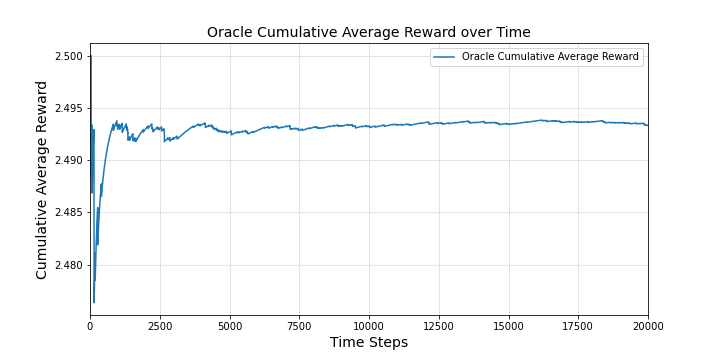 Oracle Cumulative Average Reward over Time
Oracle Cumulative Average Reward
Cumulative Average Reward
2.500
2.495
2.490
2.485
2.480
0 2500 5000 7500 10000 12500 15000 17500 20000
Time Steps